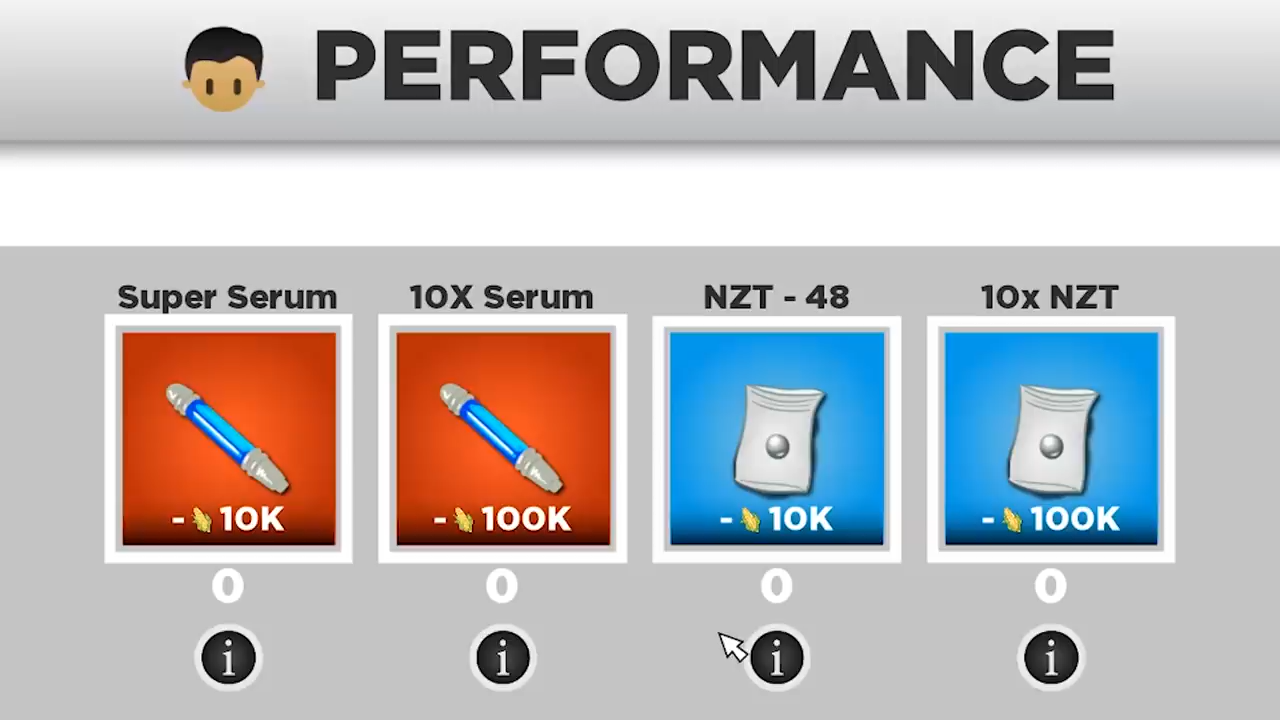 PERFORMANCE
Super Serum
10X Serum
NZT - 48
10x NZT
- 10K
- 100K
- 10K
- 100K
0
0
0
0
i
i
i
i